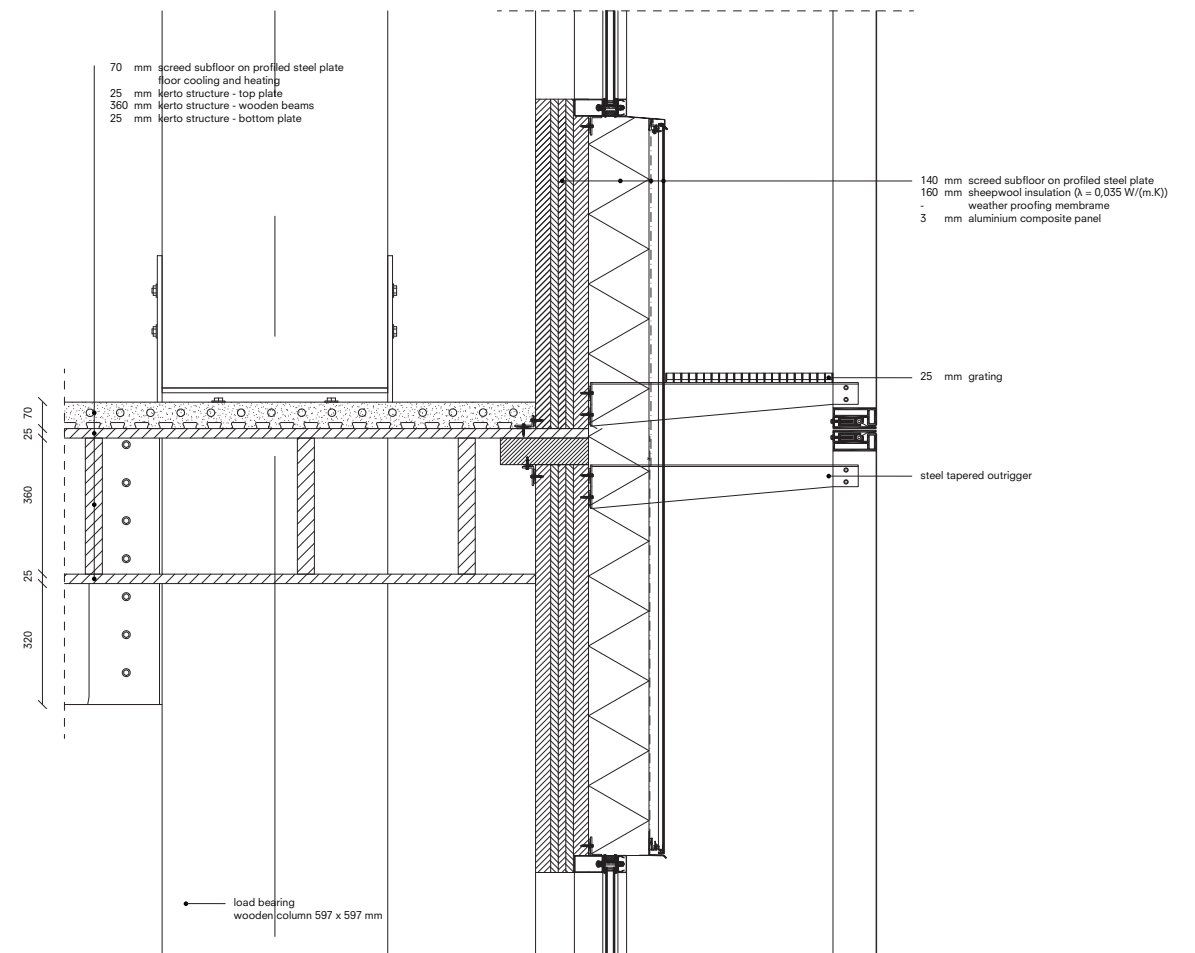 70 mm screed subfloor on profiled steel plate
floor cooling and heating
25 mm kerto structure - top plate
360 mm kerto structure - wooden beams
25 mm kerto structure - bottom plate
140 mm screed subfloor on profiled steel plate
160 mm sheepwool insulation (λ = 0,035 W/(m.K))
- weather proofing membrane
3 mm aluminium composite panel
25 mm grating
70
25
360
25
320
steel tapered outrigger
load bearing
wooden column 597 x 597 mm